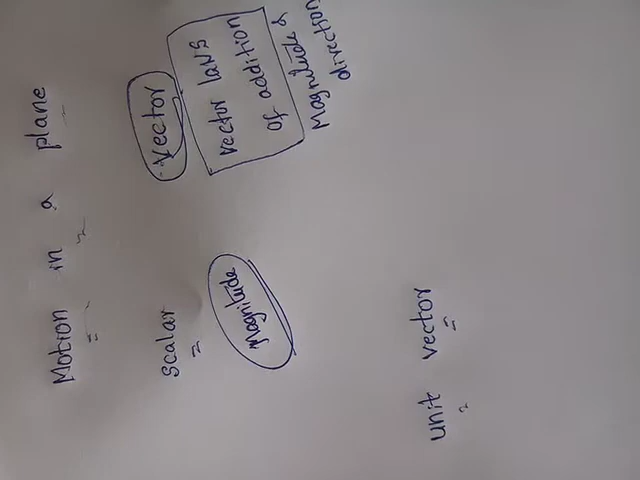 Motion in a plane
Scalar
Magnitude
Vector
Vector laws
of addition
Magnitude &
direction
unit vector